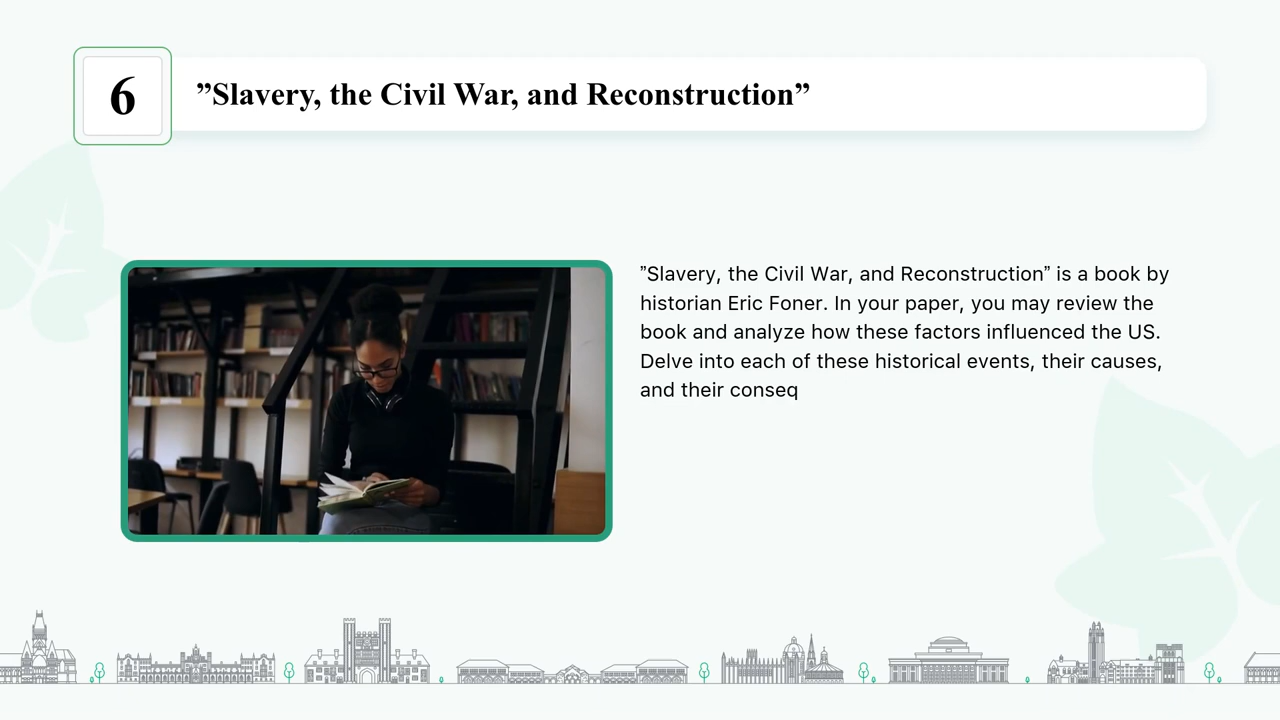 6
”Slavery, the Civil War, and Reconstruction”
”Slavery, the Civil War, and Reconstruction” is a book by
historian Eric Foner. In your paper, you may review the
book and analyze how these factors influenced the US.
Delve into each of these historical events, their causes,
and their conseq